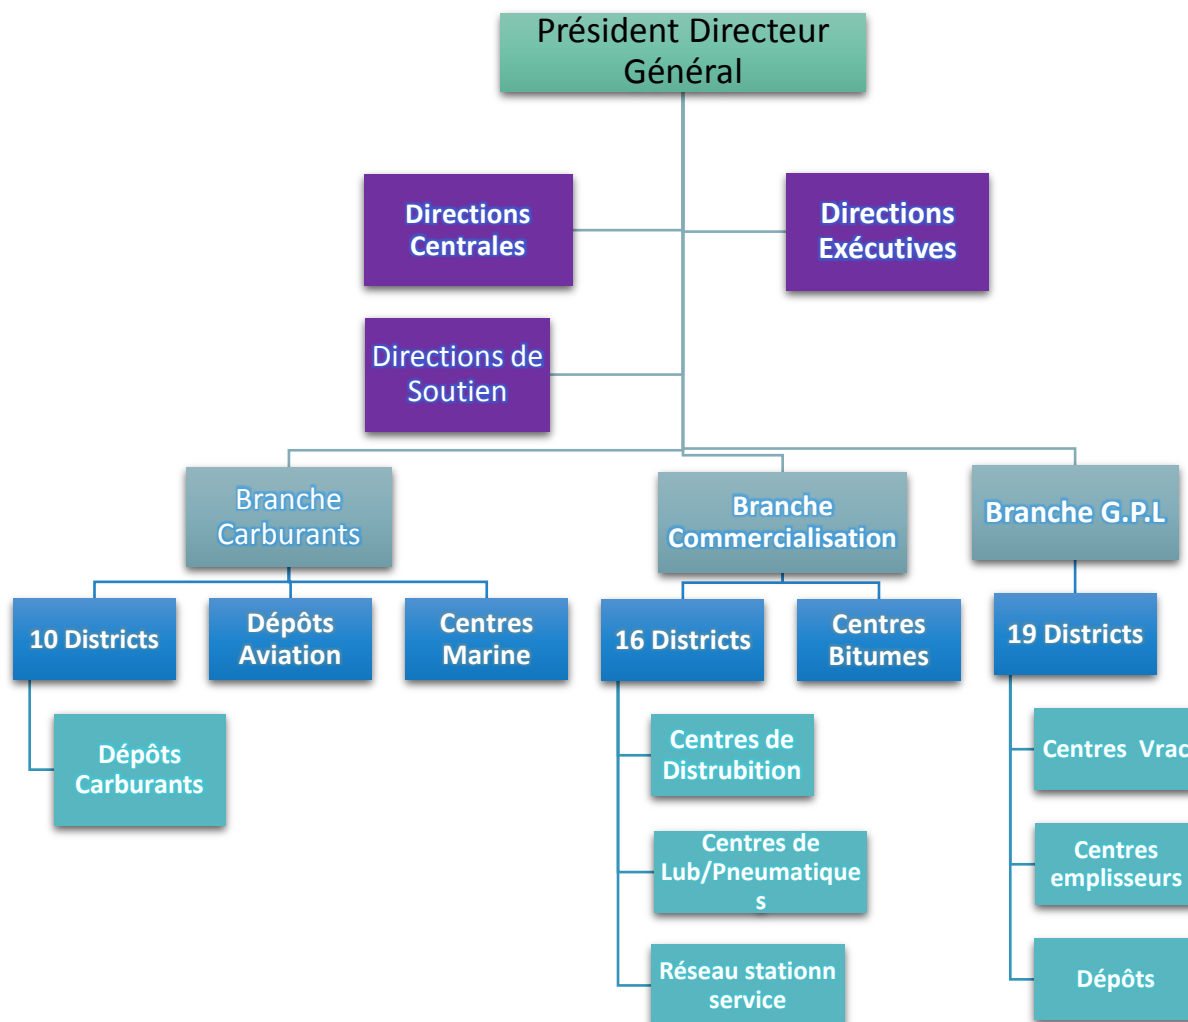 Président Directeur
Général
Directions
Centrales
Directions
Exécutives
Directions de
Soutien
Branche
Carburants
Branche
Commercialisation
Branche G.P.L
10 Districts
Dépôts
Aviation
Centres
Marine
16 Districts
Centres
Bitumes
19 Districts
Dépôts
Carburants
Centres de
Distrubition
Centres de
Lub/Pneumatique
s
Réseau stationn
service
Centres Vrac
Centres
emplisseurs
Dépôts